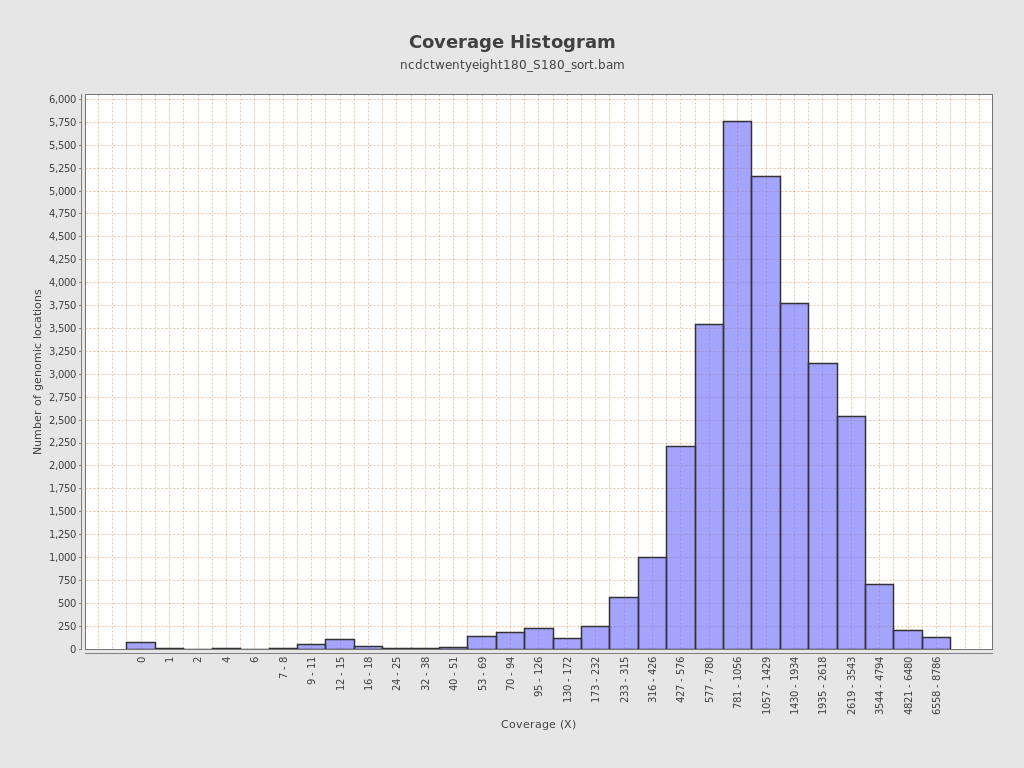 Coverage Histogram
ncdctwentyeight180_S180_sort.bam
6,000
5,750
5,500
5,250
5,000
4,750
4,500
4,250
4,000
3,750
3,500
3,250
3,000
2,750
2,500
2,250
2,000
1,750
1,500
1,250
1,000
750
500
250
0
Number of genomic locations
0
1
2
4
6
7 - 8
9 - 11
12 - 15
16 - 18
24 - 25
32 - 38
40 - 51
53 - 69
70 - 94
95 - 126
130 - 172
173 - 232
233 - 315
316 - 426
427 - 576
577 - 780
781 - 1056
1057 - 1429
1430 - 1934
1935 - 2618
2619 - 3543
3544 - 4794
4821 - 6480
6558 - 8786
Coverage (X)